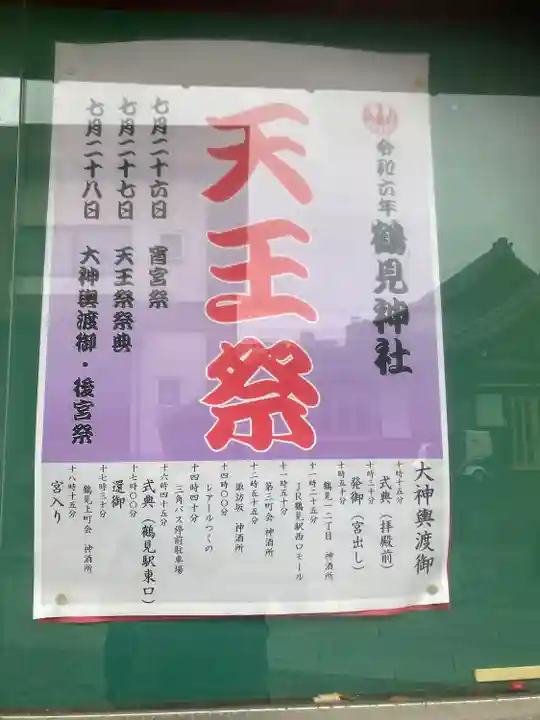 令和六年 鶴見神社
天王祭
七月二十六日 宵宮祭
七月二十七日 天王祭祭典
七月二十八日 大神輿渡御・後宮祭
大神輿渡御
十時十五分
式典（拝殿前）
十時三十分
発御（宮出し）
十時五十分
鶴見一二丁目 神酒所
十一時二十五分
JR鶴見駅西口モール
十一時五十分
第三町会 神酒所
十二時五十五分
諏訪坂 神酒所
十四時〇〇分
レアールつくの
十四時四十分
三角バス停前駐車場
十六時四十五分
式典（鶴見駅東口）
十七時〇〇分
還御
十七時三十分
鶴見上町会 神酒所
十八時十五分
宮入り